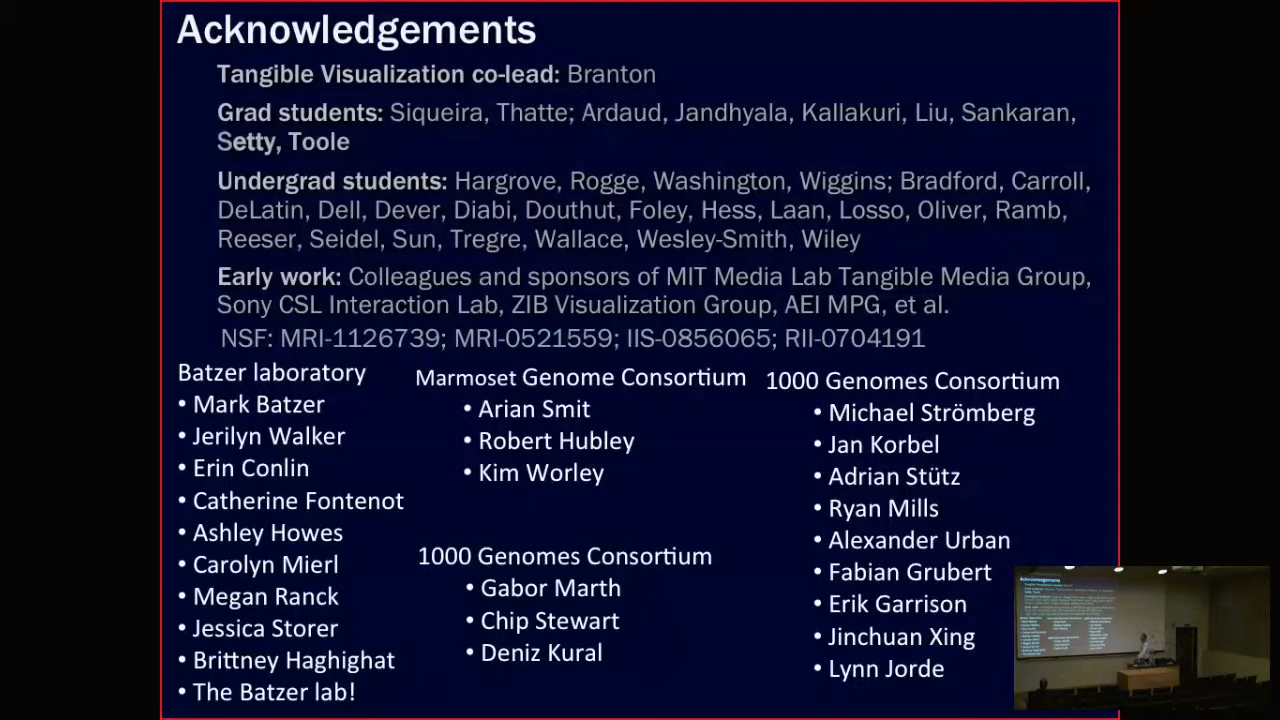 Acknowledgements
Tangible Visualization co-lead: Branton
Grad students: Siqueira, Thatte; Ardaud, Jandhyala, Kallakuri, Liu, Sankaran,
Setty, Toole
Undergrad students: Hargrove, Rogge, Washington, Wiggins; Bradford, Carroll,
DeLatin, Dell, Dever, Diabi, Douthut, Foley, Hess, Laan, Losso, Oliver, Ramb,
Reeser, Seidel, Sun, Tregre, Wallace, Wesley-Smith, Wiley
Early work: Colleagues and sponsors of MIT Media Lab Tangible Media Group,
Sony CSL Interaction Lab, ZIB Visualization Group, AEI MPG, et al.
NSF: MRI-1126739; MRI-0521559; IIS-0856065; RII-0704191
Batzer laboratory
• Mark Batzer
• Jerilyn Walker
• Erin Conlin
• Catherine Fontenot
• Ashley Howes
• Carolyn Mierl
• Megan Ranck
• Jessica Storer
• Brittney Haghighat
• The Batzer lab!
Marmoset Genome Consortium
• Arian Smit
• Robert Hubley
• Kim Worley
1000 Genomes Consortium
• Gabor Marth
• Chip Stewart
• Deniz Kural
1000 Genomes Consortium
• Michael Strömberg
• Jan Korbel
• Adrian Stütz
• Ryan Mills
• Alexander Urban
• Fabian Grubert
• Erik Garrison
• Jinchuan Xing
• Lynn Jorde
Acknowledgements